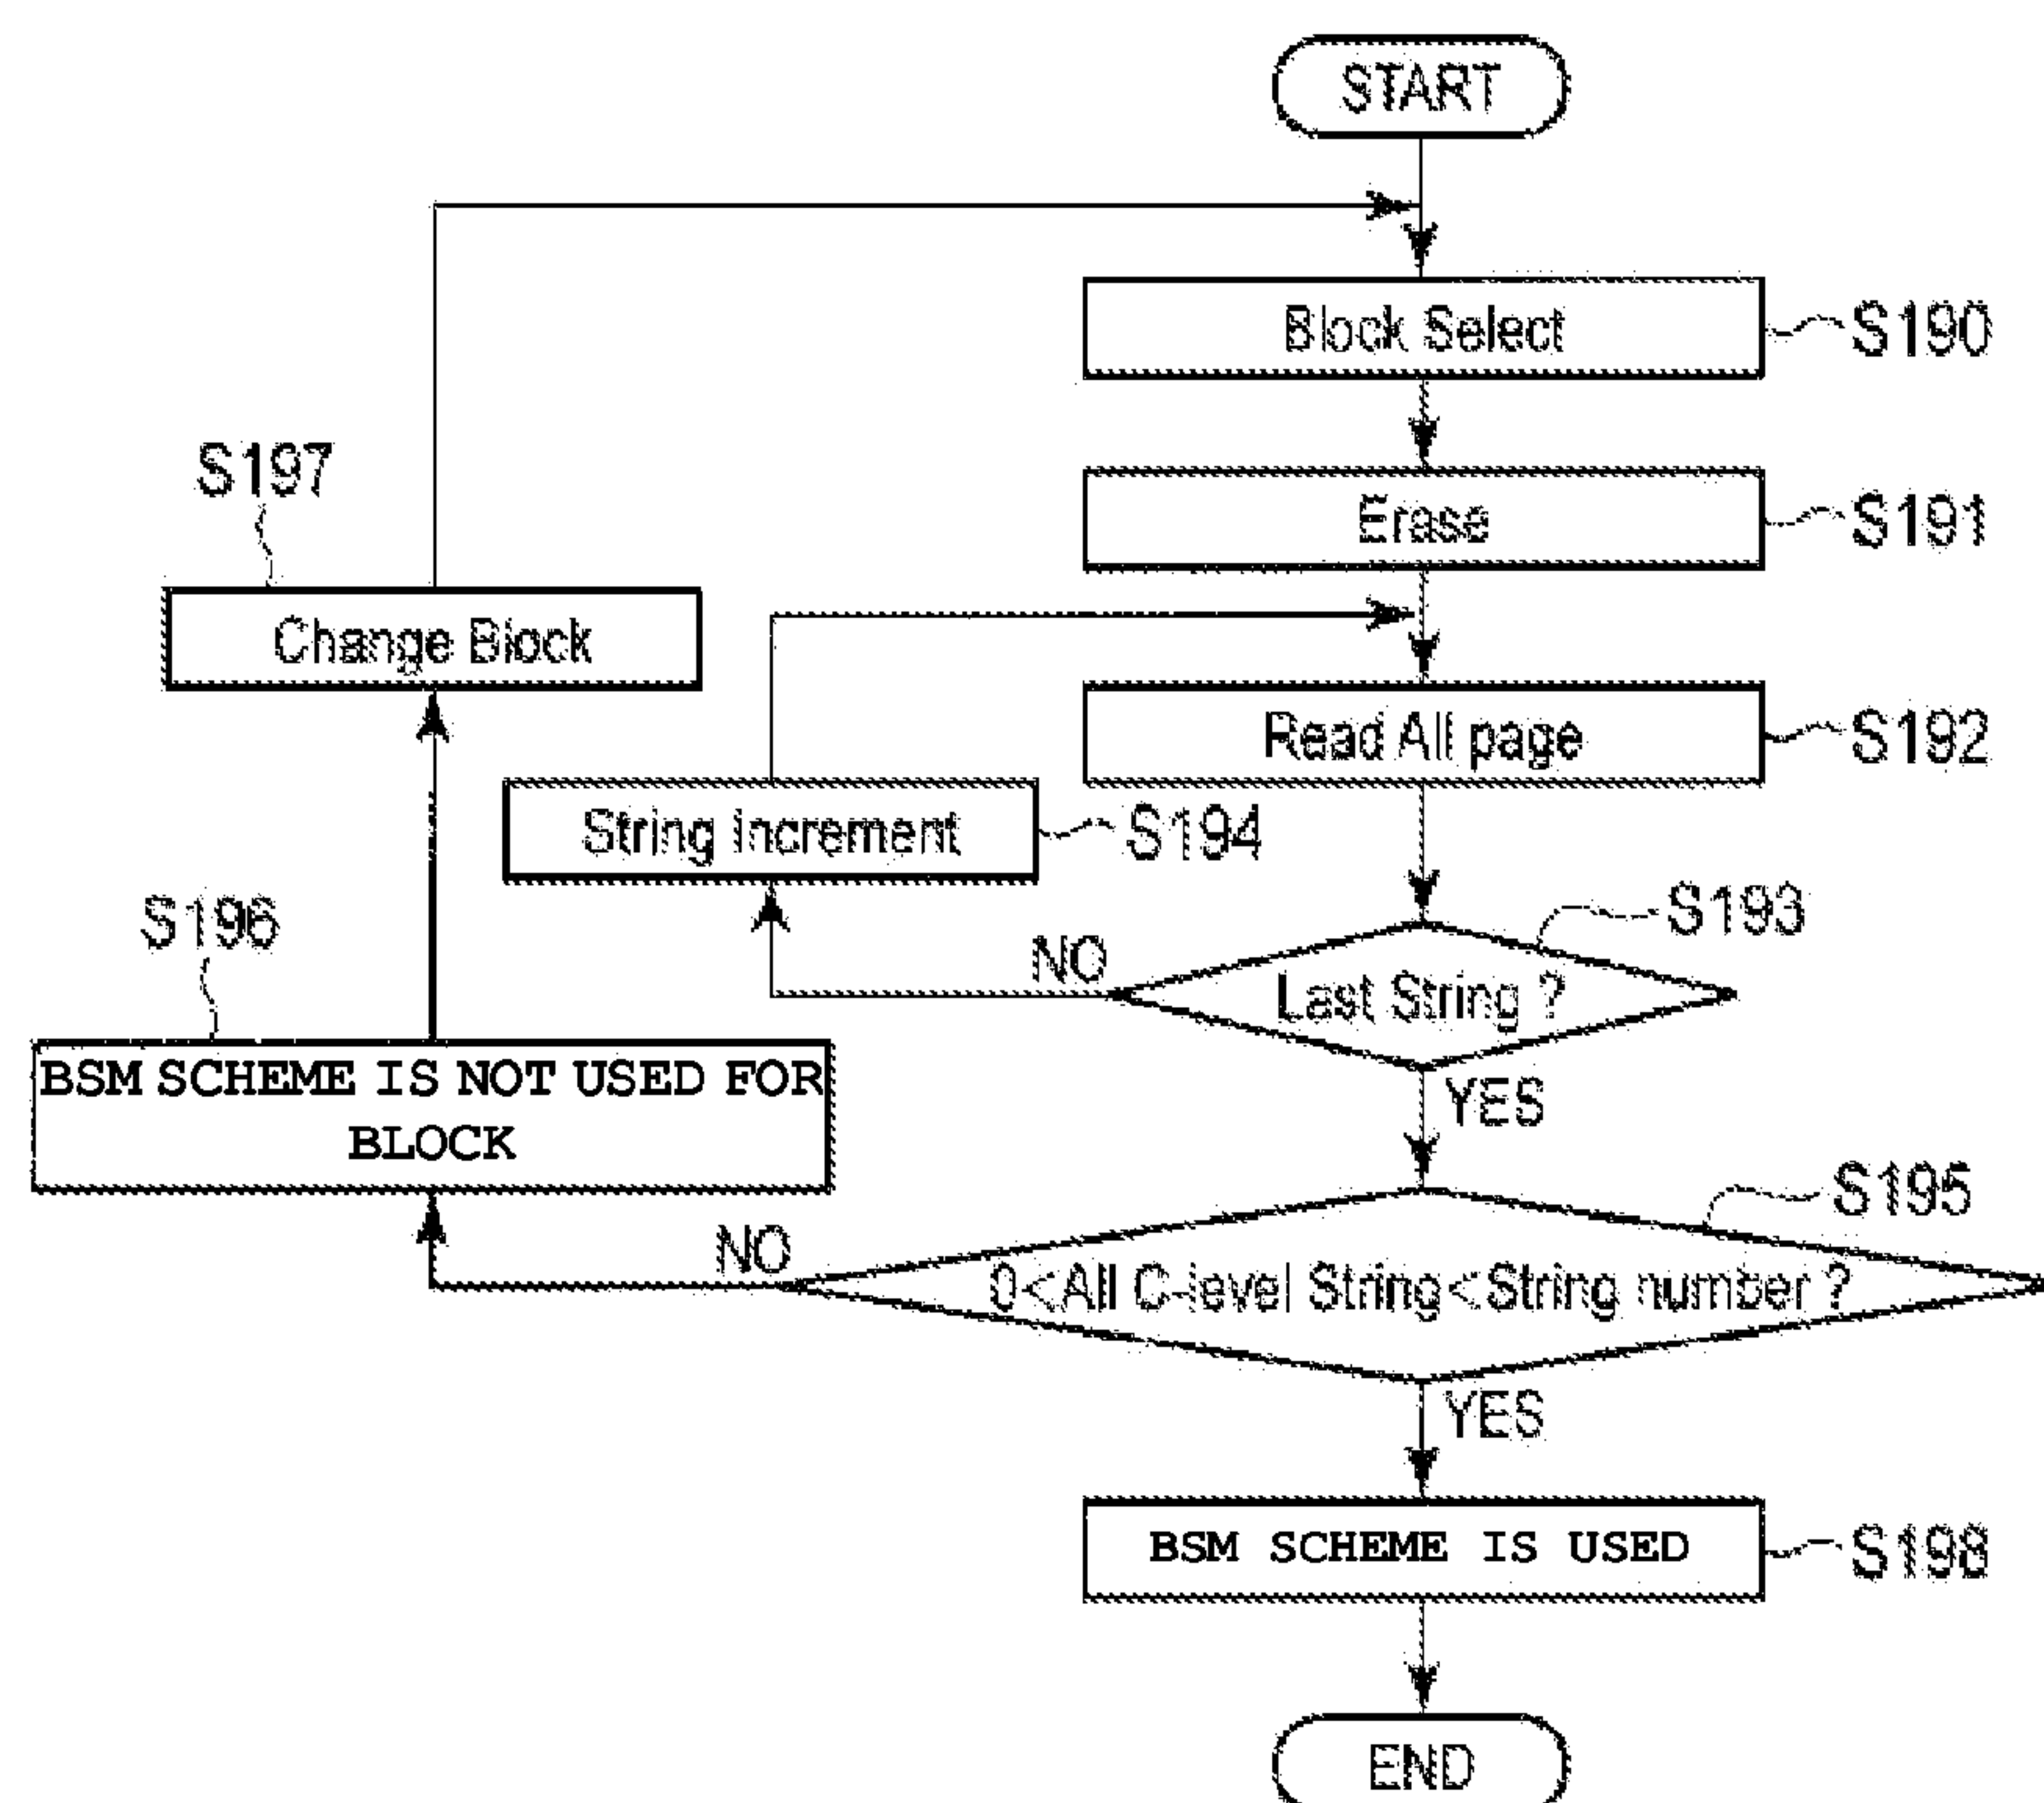 START
Block Select
S190
Erase
S191
S197
Change Block
Read All page
S192
String Increment
S194
S193
NO
Last String ?
YES
S196
BSM SCHEME IS NOT USED FOR
BLOCK
S195
NO
0<All C-level String<String number ?
YES
BSM SCHEME IS USED
S198
END